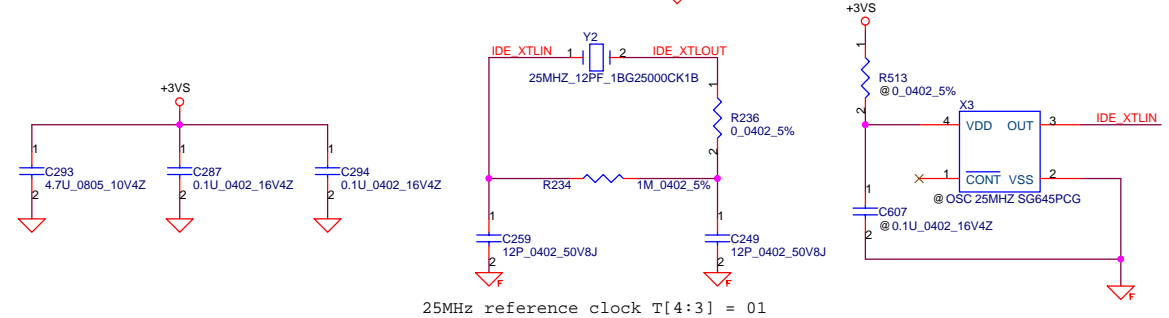 +3VS
1
C293
4.7U_0805_10V4Z
2
1
C287
0.1U_0402_16V4Z
2
1
C294
0.1U_0402_16V4Z
2
IDE_XTLIN
1
Y2
2
IDE_XTLOUT
25MHZ_12PF_1BG25000CK1B
1
R236
0_0402_5%
2
R234
1M_0402_5%
1
C259
12P_0402_50V8J
2
F
1
C249
12P_0402_50V8J
2
F
25MHz reference clock T[4:3] = 01
+3VS
1
R513
@0_0402_5%
2
X3
4
VDD
OUT
3
IDE_XTLIN
1
CONT
VSS
2
@OSC 25MHZ SG645PCG
1
C607
@0.1U_0402_16V4Z
2
F